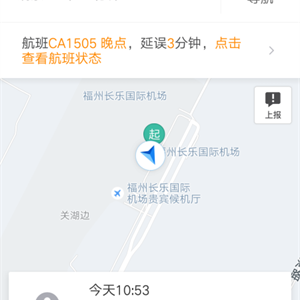 航班CA1505 晚点，延误3分钟，点击
查看航班状态
福州长乐国际机场
起
上报
福州长乐国际机场
福州长乐国际
机场贵宾候机厅
关湖边
今天10:53